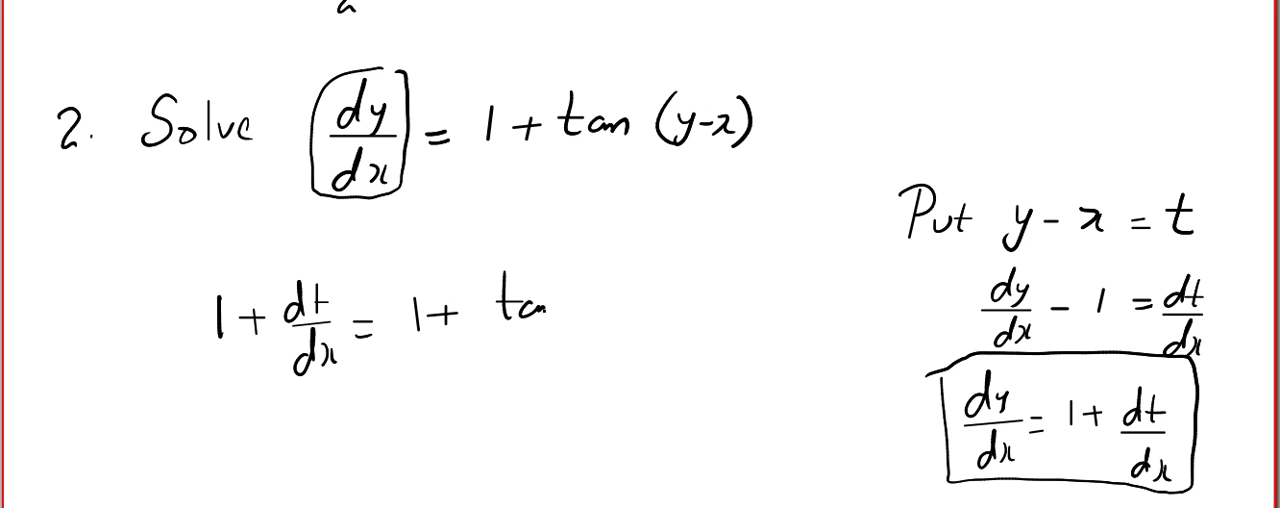 2. Solve dy/dx = 1 + tan (y-x)
Put y - x = t
dy/dx - 1 = dt/dx
dy/dx = 1 + dt/dx
1 + dt/dx = 1 + tan